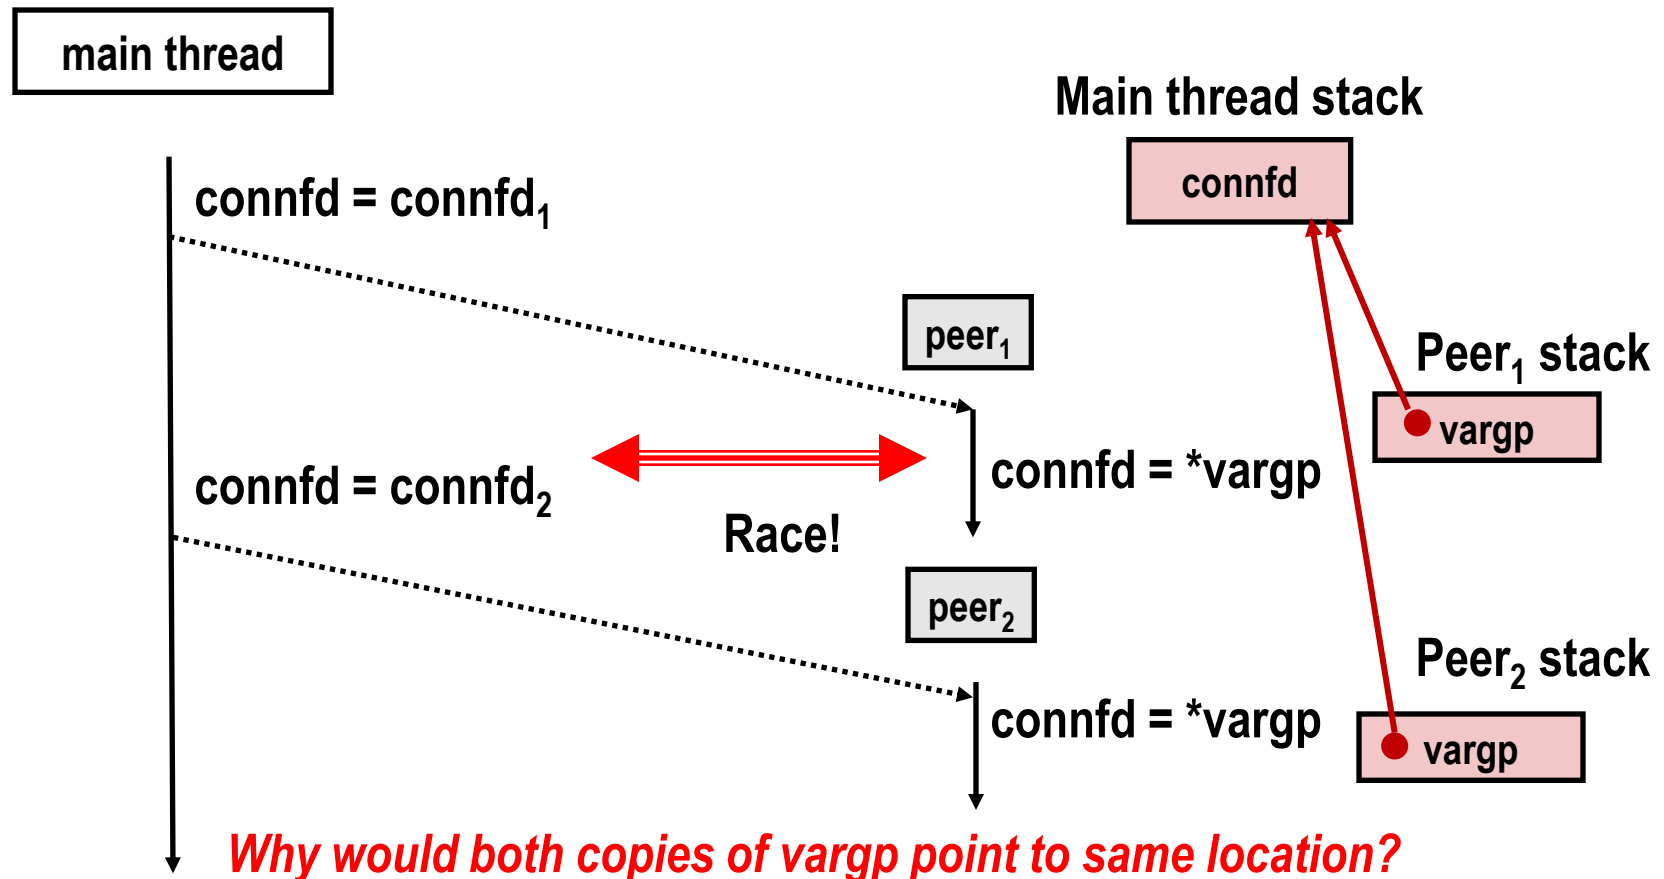 main thread
Main thread stack
connfd
connfd = connfd₁
peer₁
Peer₁ stack
vargp
connfd = *vargp
connfd = connfd₂
Race!
peer₂
Peer₂ stack
connfd = *vargp
vargp
Why would both copies of vargp point to same location?